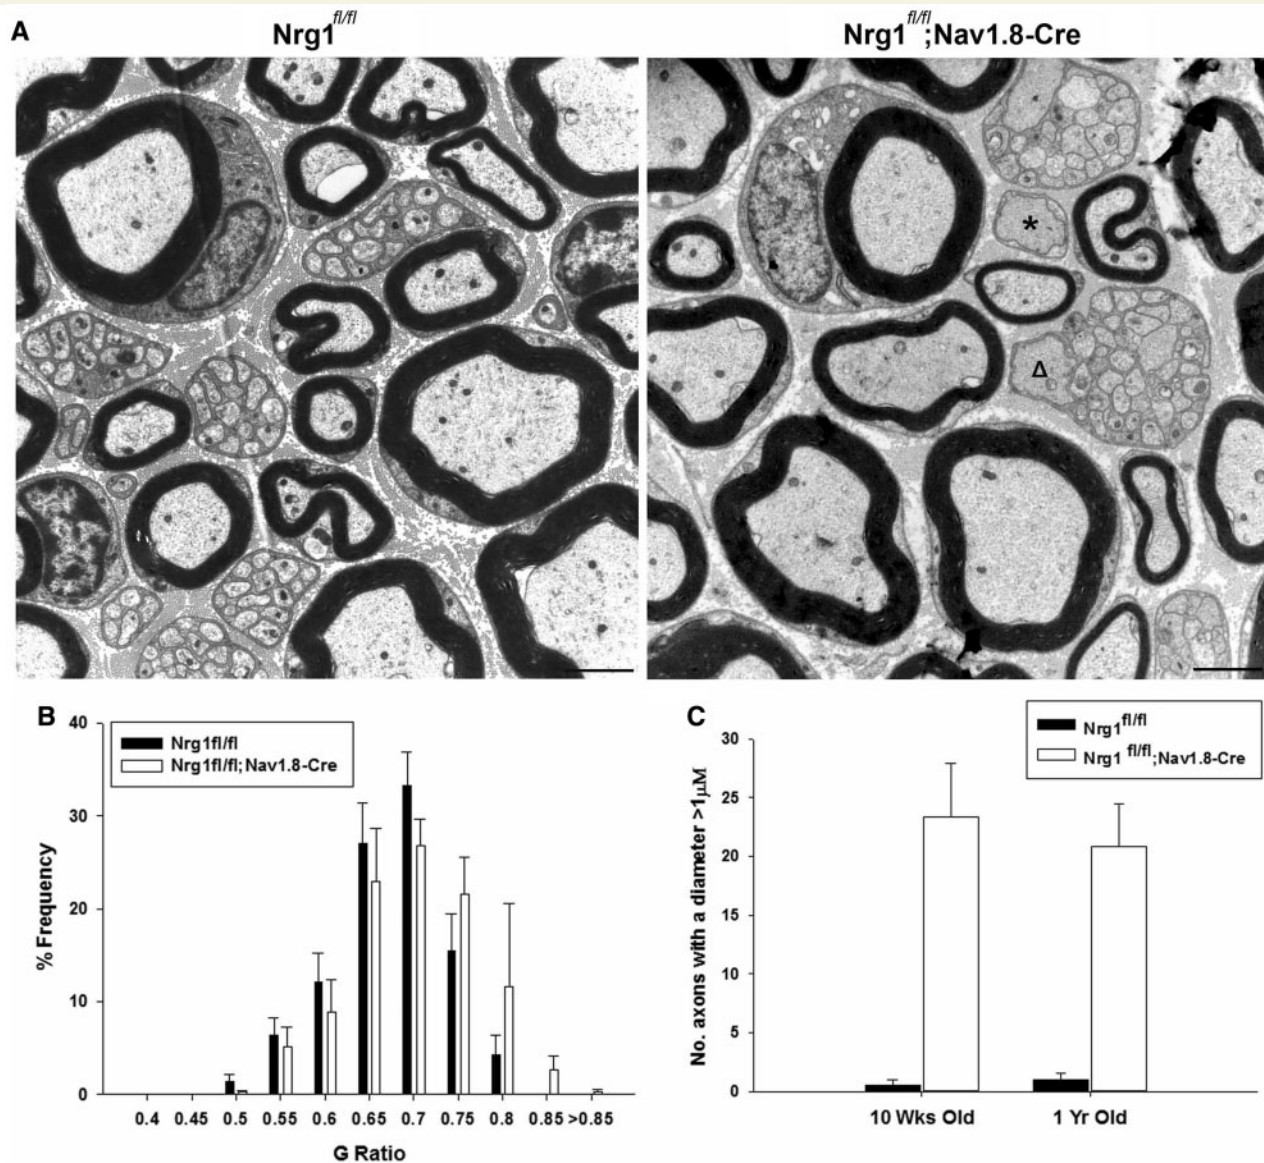 A
Nrg1fl/fl
Nrg1fl/fl;Nav1.8-Cre
*
Δ
B
C
Nrg1fl/fl
Nrg1fl/fl;Nav1.8-Cre
% Frequency
40
30
20
10
0
0.4 0.45 0.5 0.55 0.6 0.65 0.7 0.75 0.8 0.85 >0.85
G Ratio
Nrg1fl/fl
Nrg1 fl/fl;Nav1.8-Cre
No. axons with a diameter >1μM
30
25
20
15
10
5
0
10 Wks Old 1 Yr Old